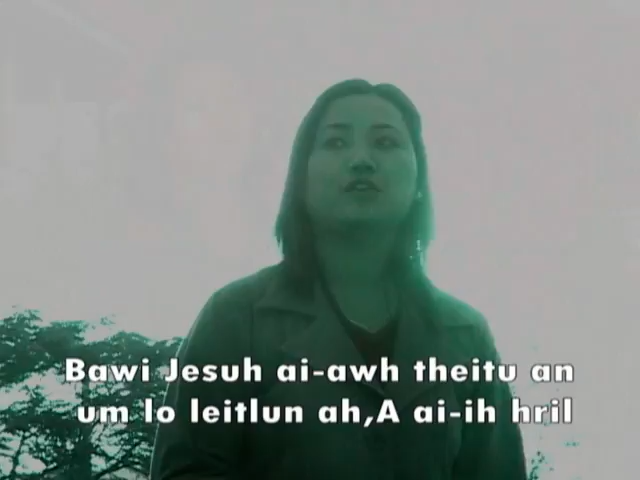 Bawi Jesuh ai-awh theitu an
um lo leitlun ah,A ai-ih hril